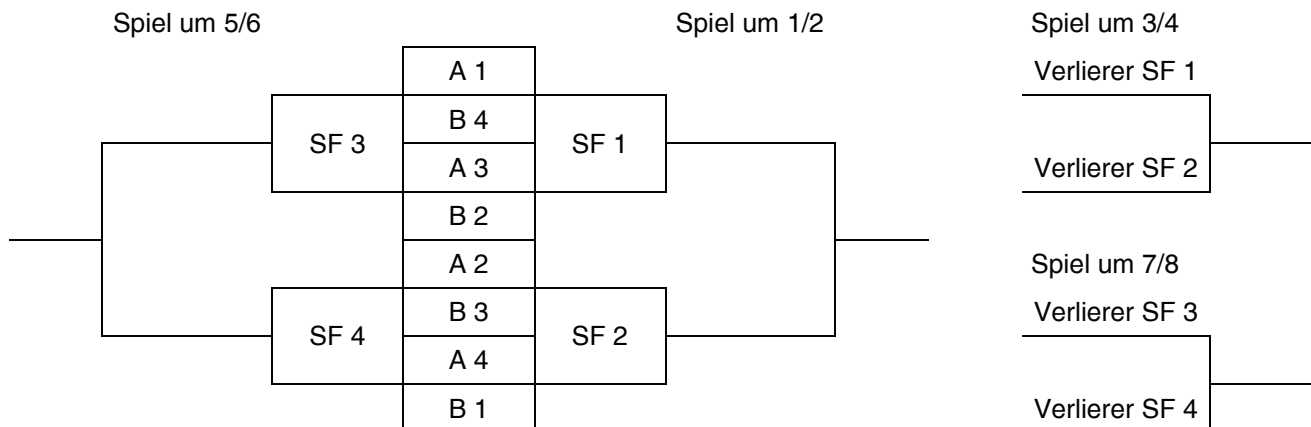 Spiel um 5/6
Spiel um 1/2
Spiel um 3/4
A 1
B 4
A 3
B 2
A 2
B 3
A 4
B 1
SF 3
SF 4
SF 1
SF 2
Verlierer SF 1
Verlierer SF 2
Spiel um 7/8
Verlierer SF 3
Verlierer SF 4